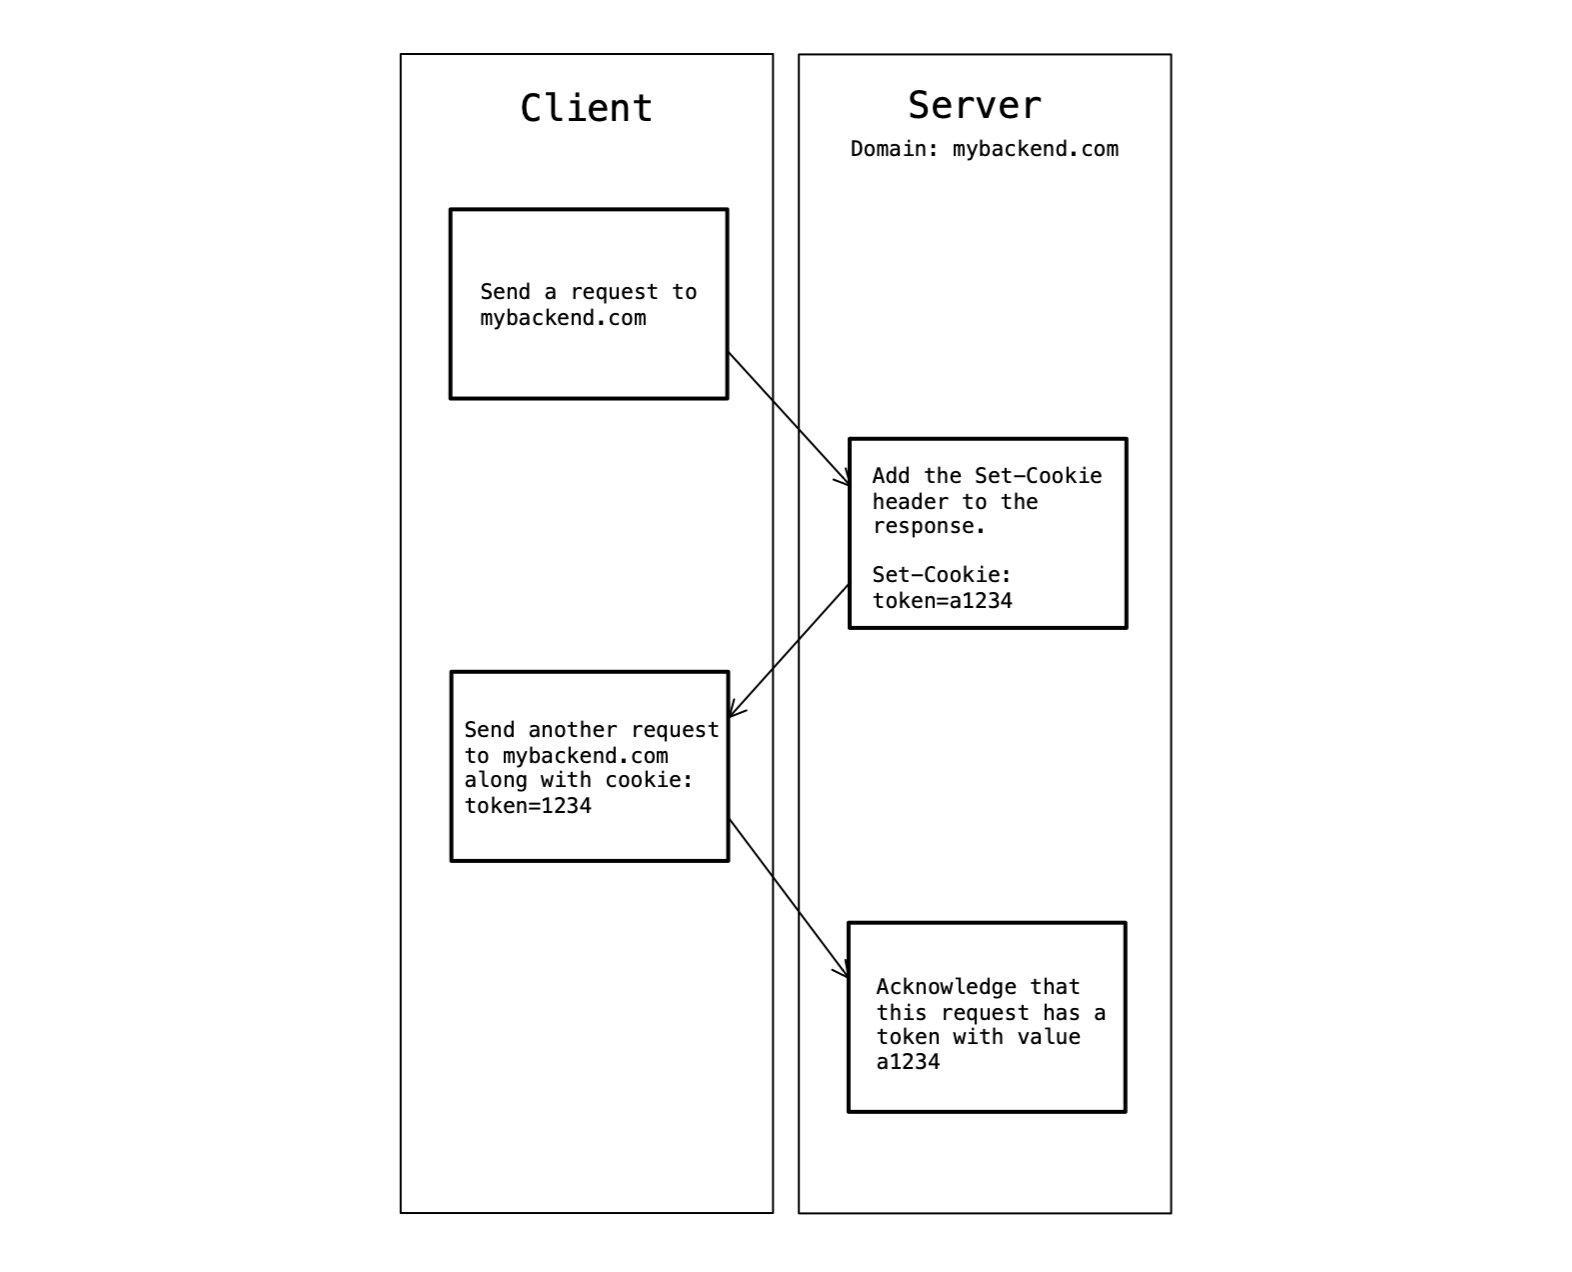 Client
Server
Domain: mybackend.com
Send a request to
mybackend.com
Add the Set-Cookie
header to the
response.
Set-Cookie:
token=a1234
Send another request
to mybackend.com
along with cookie:
token=1234
Acknowledge that
this request has a
token with value
a1234